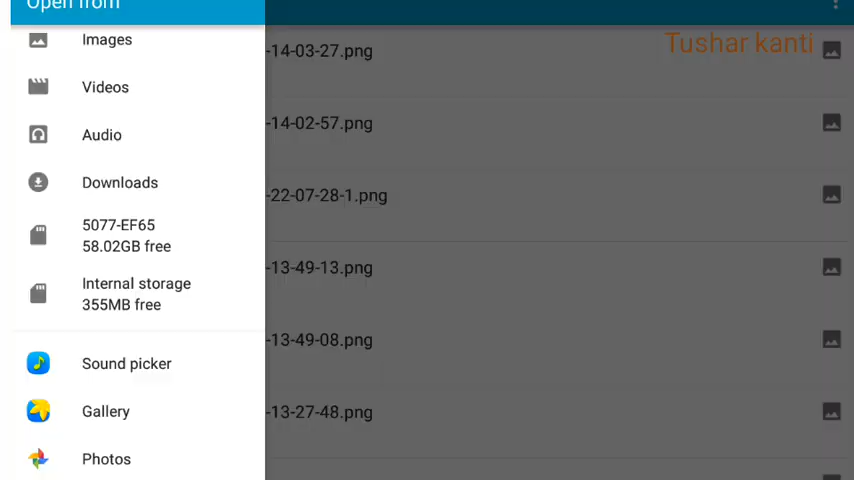 Open from
Images
Videos
Audio
Downloads
5077-EF65
58.02GB free
Internal storage
355MB free
Sound picker
Gallery
Photos
Tushar kanti
-14-03-27.png
-14-02-57.png
-22-07-28-1.png
-13-49-13.png
-13-49-08.png
-13-27-48.png